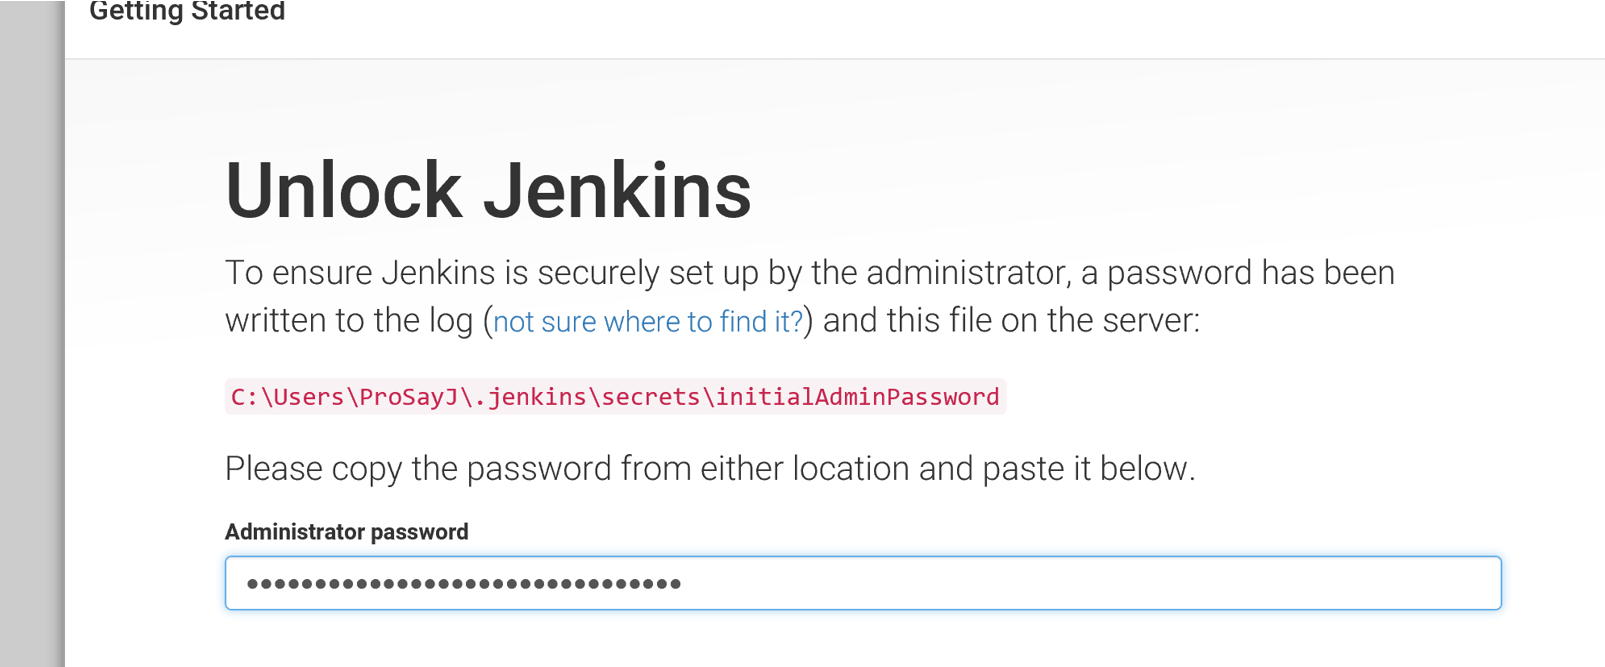 Getting Started
Unlock Jenkins
To ensure Jenkins is securely set up by the administrator, a password has been
written to the log (not sure where to find it?) and this file on the server:
C:\Users\ProSayJ\.jenkins\secrets\initialAdminPassword
Please copy the password from either location and paste it below.
Administrator password
••••••••••••••••••••••••••••••••